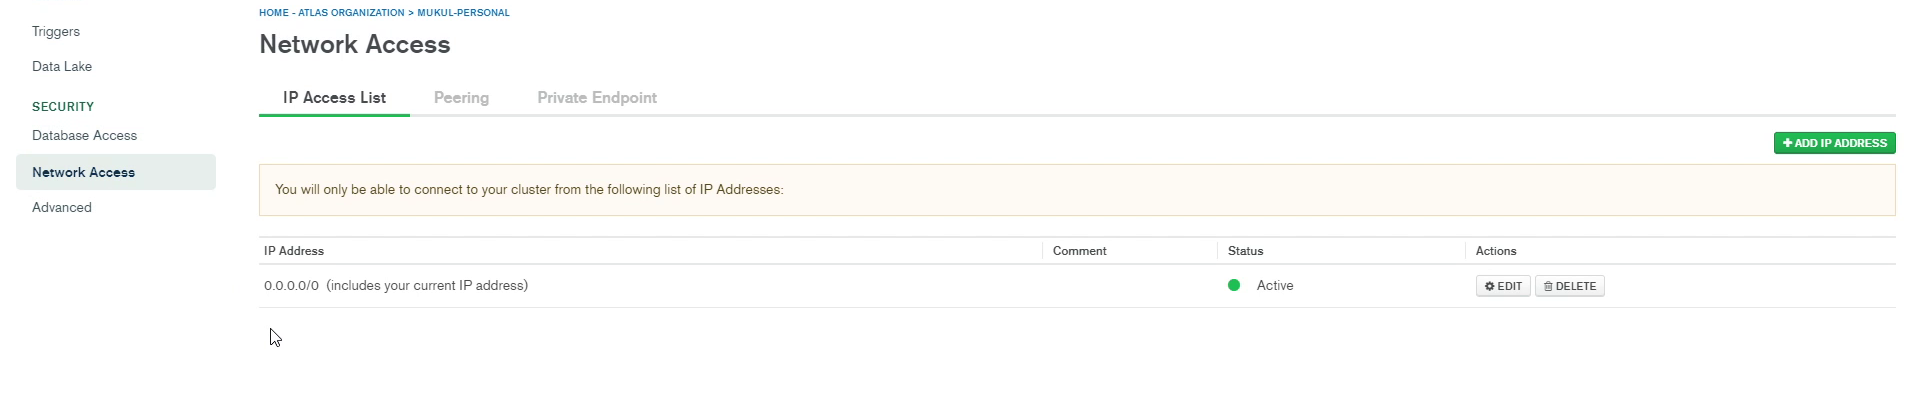 Triggers
Data Lake
SECURITY
Database Access
Network Access
Advanced
HOME - ATLAS ORGANIZATION > MUKUL-PERSONAL
Network Access
IP Access List Peering Private Endpoint
ADD IP ADDRESS
You will only be able to connect to your cluster from the following list of IP Addresses:
IP Address Comment Status Actions
0.0.0.0/0 (includes your current IP address) Active EDIT DELETE